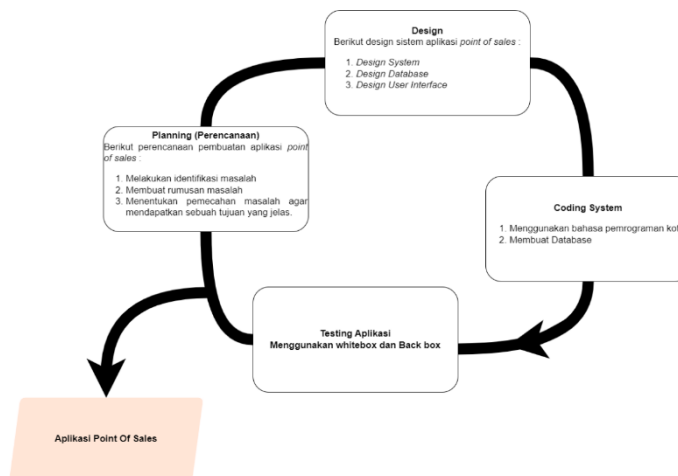 Design
Berikut design sistem aplikasi point of sales :
1. Design System
2. Design Database
3. Design User Interface
Planning (Perencanaan)
Berikut perencanaan pembuatan aplikasi point
of sales :
1. Melakukan identifikasi masalah
2. Membuat rumusan masalah
3. Menentukan pemecahan masalah agar
mendapatkan sebuah tujuan yang jelas.
Coding System
1. Menggunakan bahasa pemrograman kot
2. Membuat Database
Testing Aplikasi
Menggunakan whitebox dan Back box
Aplikasi Point Of Sales